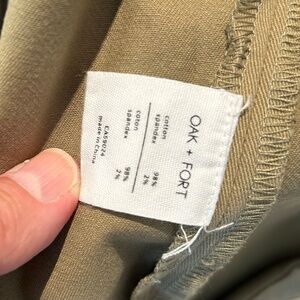 OAK + FORT
cotton 98%
spandex 2%
coton 98%
spandex 2%
CA59024
made in China